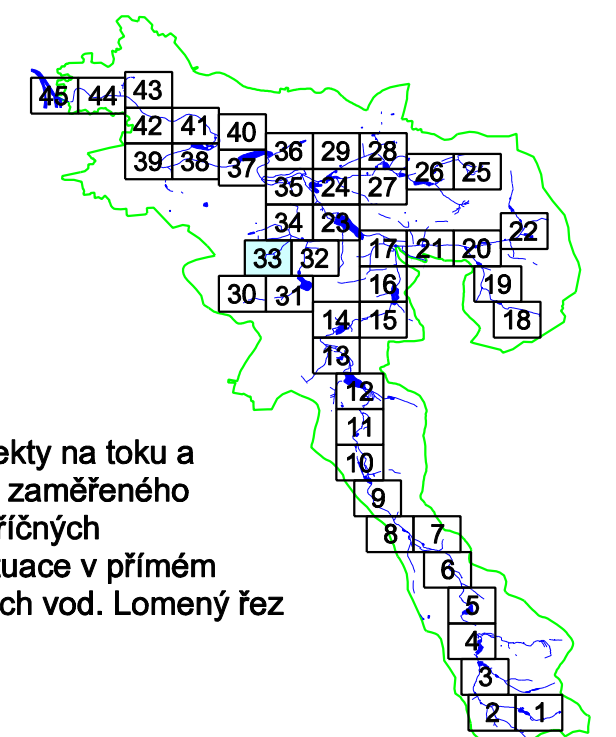 43
45 44
42 41 40
39 38 37 36 29 28
26 25
35 24 27
34 23 22
33 32 17 21 20
30 31 16 19
14 15 18
13
12
11
10
9
8 7
6
5
4
3
2 1
ekty na toku a
zaměřeného
říčných
tuace v přímém
ch vod. Lomený řez